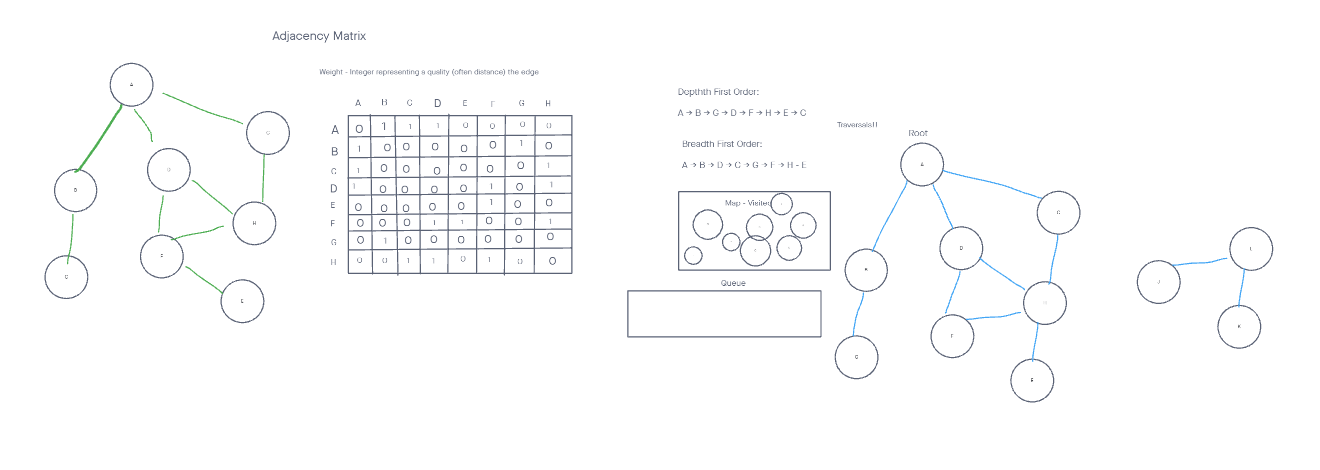 Adjacency Matrix
Weight - Integer representing a quality (often distance) the edge
A B C D E F G H
A 0 1 1 1 0 0 0 0
B 1 0 0 0 0 0 1 0
C 1 0 0 0 0 0 0 1
D 1 0 0 0 0 1 0 1
E 0 0 0 0 0 1 0 0
F 0 0 0 1 1 0 0 1
G 0 1 0 0 0 0 0 0
H 0 0 1 1 0 1 0 0
A
B
H
F
E
Depthth First Order:
A → B → G → D → F → H → E → C
Traversals!!
Breadth First Order:
A → B → D → C → G → F → H - E
Map - Visited
Queue
Root
A
D
F
J
K